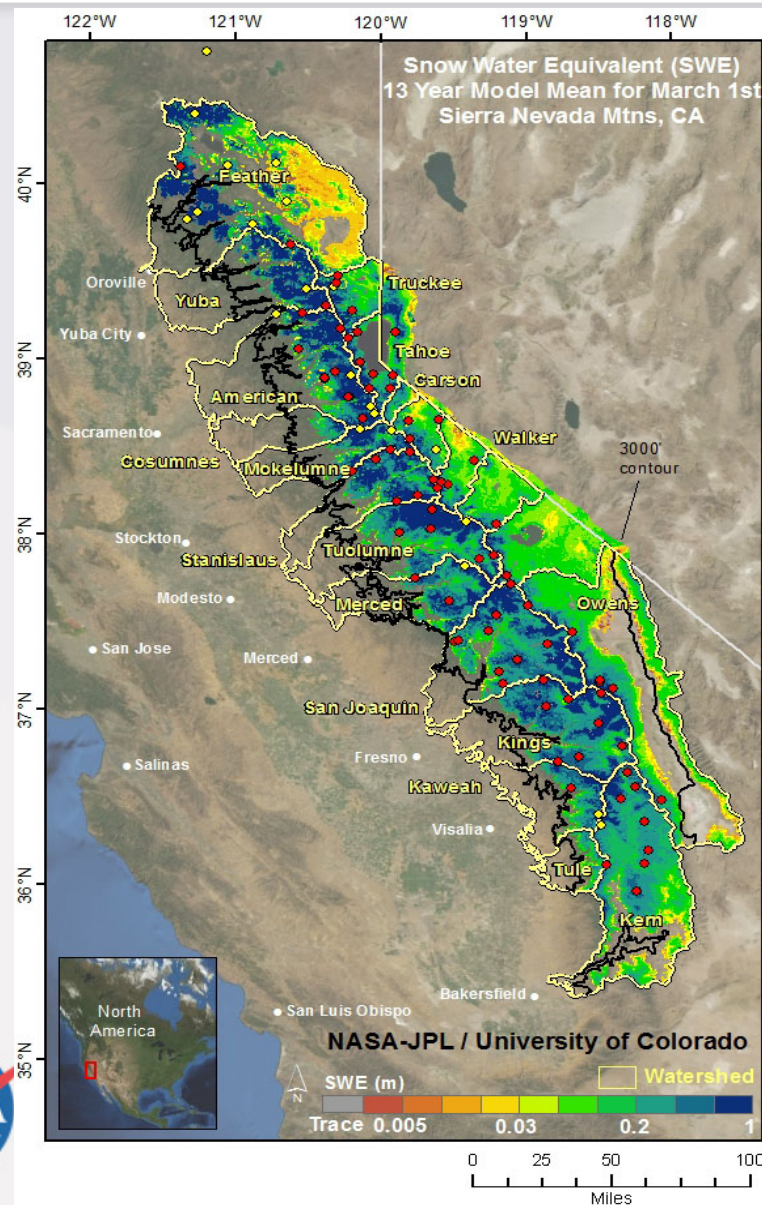 122°W 121°W 120°W 119°W 118°W
Snow Water Equivalent (SWE)
13 Year Model Mean for March 1st
Sierra Nevada Mtns, CA
40°N
39°N
38°N
37°N
36°N
35°N
Feather
Oroville
Truckee
Yuba
Yuba City
Tahoe
Carson
American
Sacramento
Walker
3000'
contour
Cosumnes
Mokelumne
Stockton
Tuolumne
Stanislaus
Modesto
Merced
Owens
San Jose
Merced
San Joaquin
Kings
Salinas
Fresno
Kaweah
Visalia
Tule
Kern
North
America
Bakersfield
San Luis Obispo
NASA-JPL / University of Colorado
N
SWE (m)
Watershed
Trace 0.005 0.03 0.2 1
0 25 50 100
Miles
A